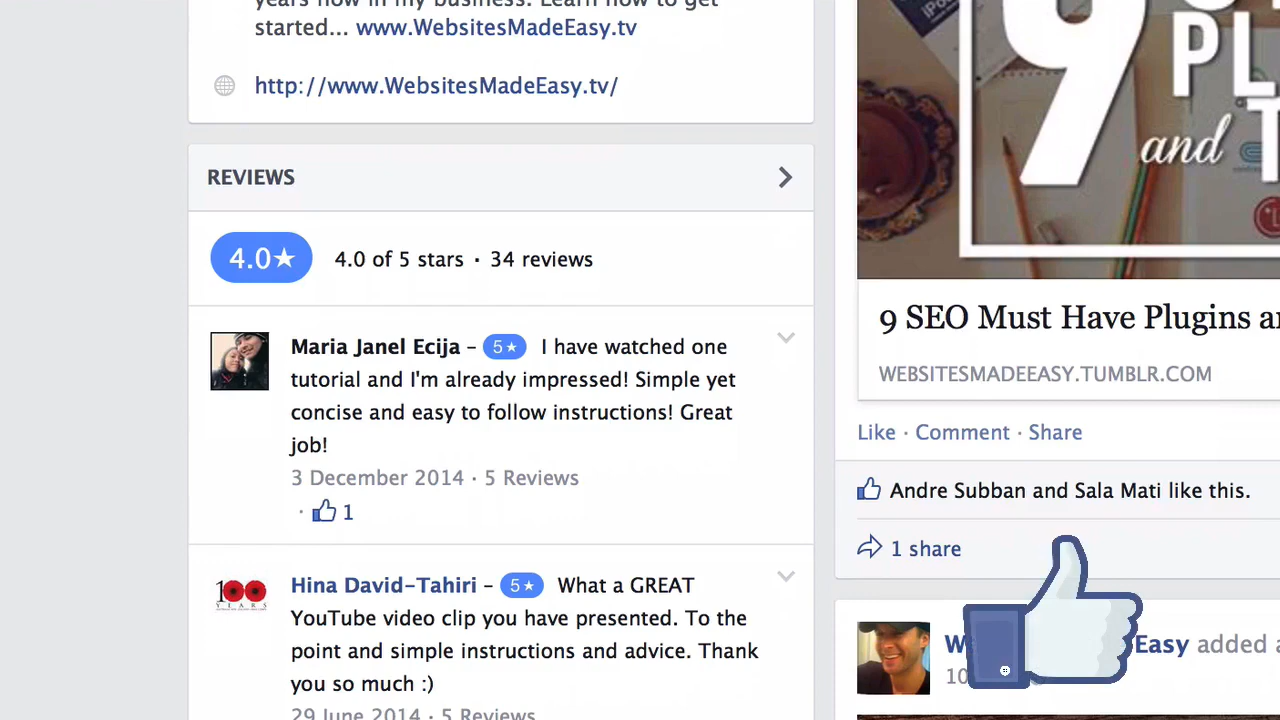 years now in my business. Learn how to get
started... www.WebsitesMadeEasy.tv
http://www.WebsitesMadeEasy.tv/
REVIEWS
4.0★ 4.0 of 5 stars · 34 reviews
Maria Janel Ecija – 5★ I have watched one
tutorial and I'm already impressed! Simple yet
concise and easy to follow instructions! Great
job!
3 December 2014 · 5 Reviews
· 1
100
YEARS
Hina David-Tahiri – 5★ What a GREAT
YouTube video clip you have presented. To the
point and simple instructions and advice. Thank
you so much :)
29 June 2014 · 5 Reviews
9
PL
and T
9 SEO Must Have Plugins a
WEBSITESMADEEASY.TUMBLR.COM
Like · Comment · Share
Andre Subban and Sala Mati like this.
1 share
Easy added
10